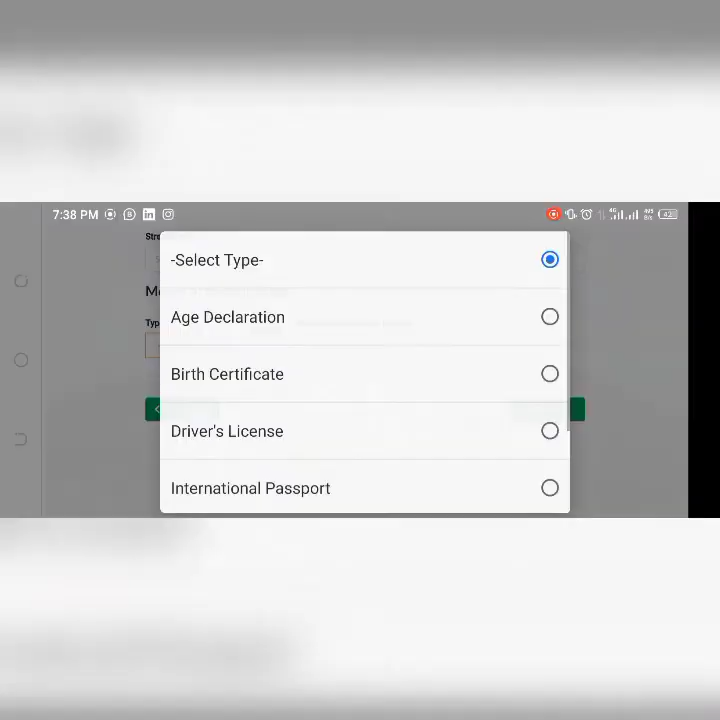 7:38 PM
-Select Type-
Age Declaration
Birth Certificate
Driver's License
International Passport